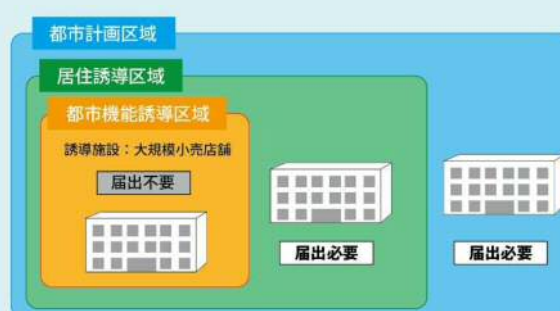 都市計画区域
居住誘導区域
都市機能誘導区域
誘導施設：大規模小売店舗
届出不要
届出必要
届出必要